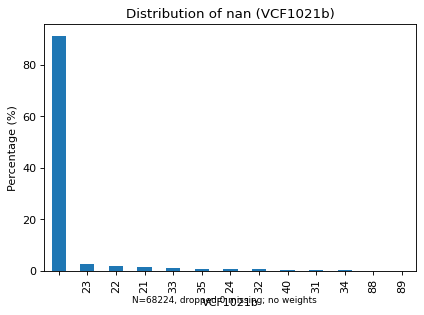 Distribution of nan (VCF1021b)
Percentage (%)
80
60
40
20
0
23 22 21 33 35 24 32 40 31 34 88 89
N=68224, dropped 0 missing; no weights
VCF1021b